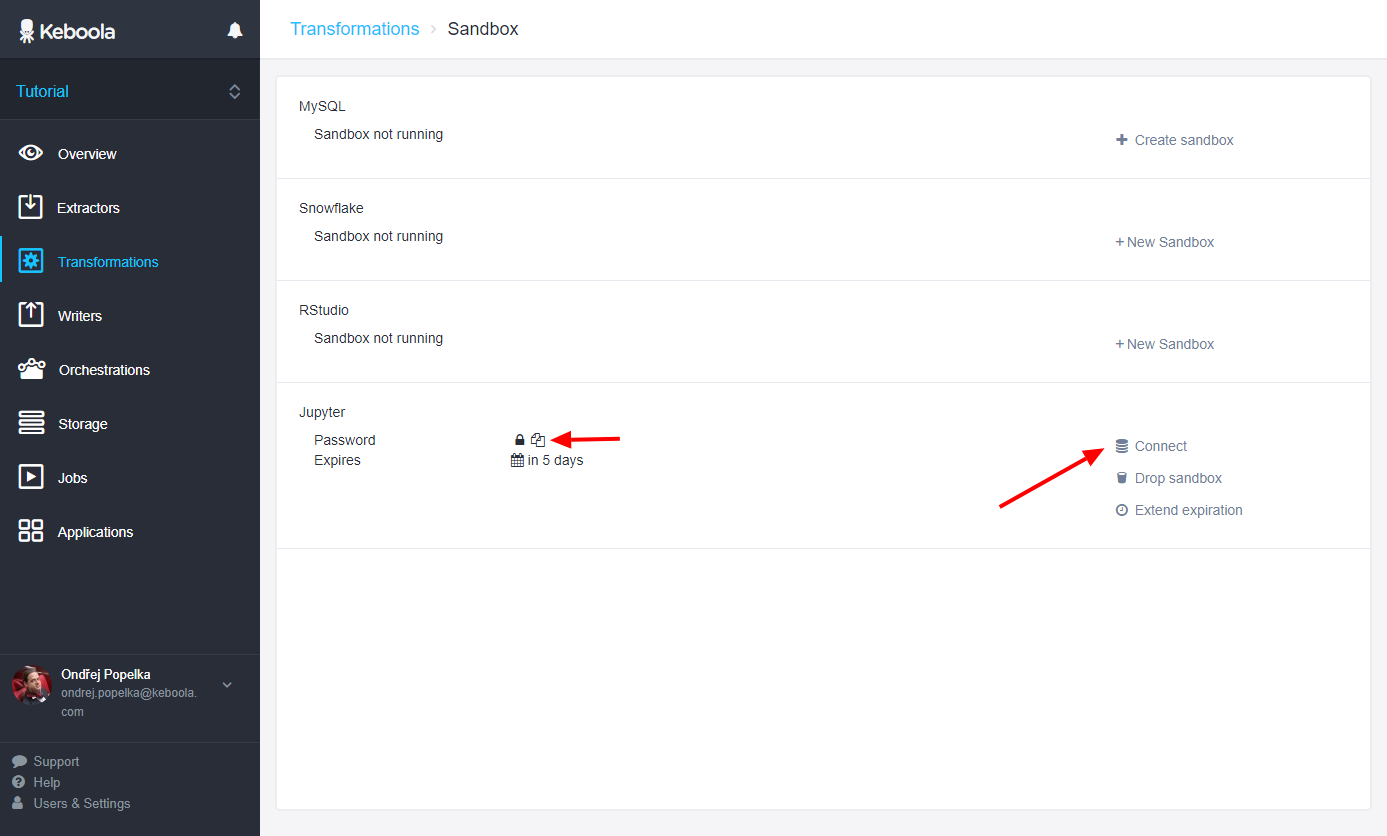 Keboola
Transformations › Sandbox
Tutorial
Overview
Extractors
Transformations
Writers
Orchestrations
Storage
Jobs
Applications
Ondřej Popelka
ondrej.popelka@keboola.
com
Support
Help
Users & Settings
MySQL
Sandbox not running
Create sandbox
Snowflake
Sandbox not running
+ New Sandbox
RStudio
Sandbox not running
+ New Sandbox
Jupyter
Password
Expires in 5 days
Connect
Drop sandbox
Extend expiration